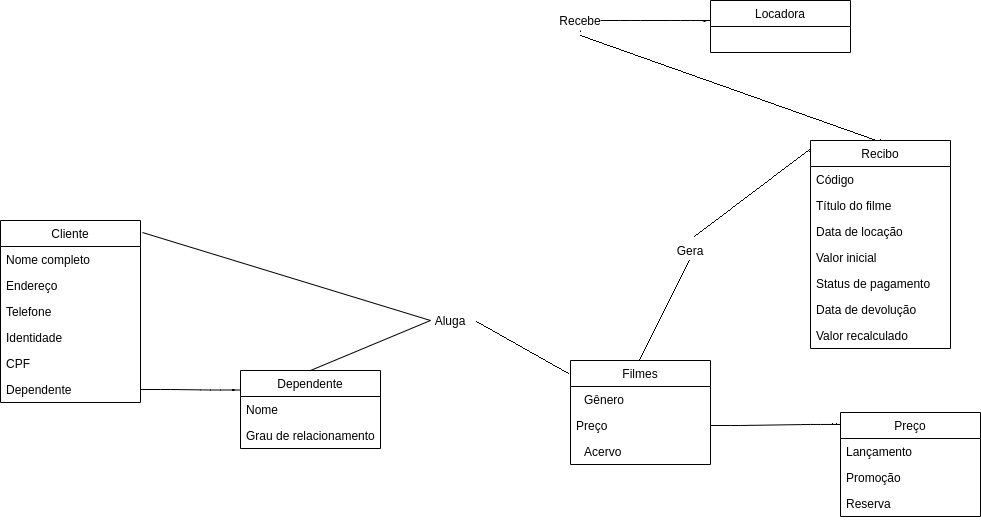 Recebe
Locadora
Recibo
Código
Título do filme
Data de locação
Valor inicial
Status de pagamento
Data de devolução
Valor recalculado
Gera
Cliente
Nome completo
Endereço
Telefone
Identidade
CPF
Dependente
Aluga
Dependente
Nome
Grau de relacionamento
Filmes
Gênero
Preço
Acervo
Preço
Lançamento
Promoção
Reserva